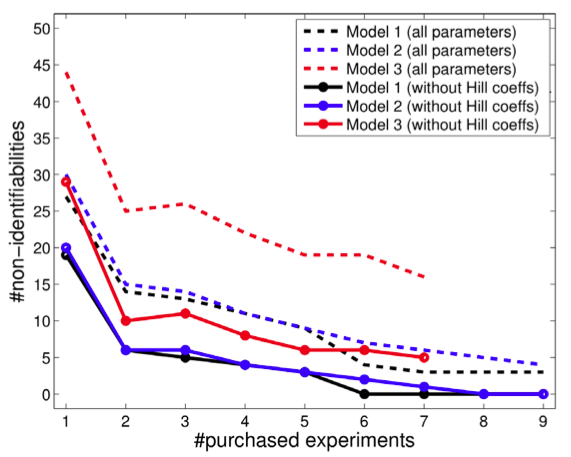 50
45
40
35
30
25
20
15
10
5
0
#non-identifiabilities
Model 1 (all parameters)
Model 2 (all parameters)
Model 3 (all parameters)
Model 1 (without Hill coeffs)
Model 2 (without Hill coeffs)
Model 3 (without Hill coeffs)
1 2 3 4 5 6 7 8 9
#purchased experiments